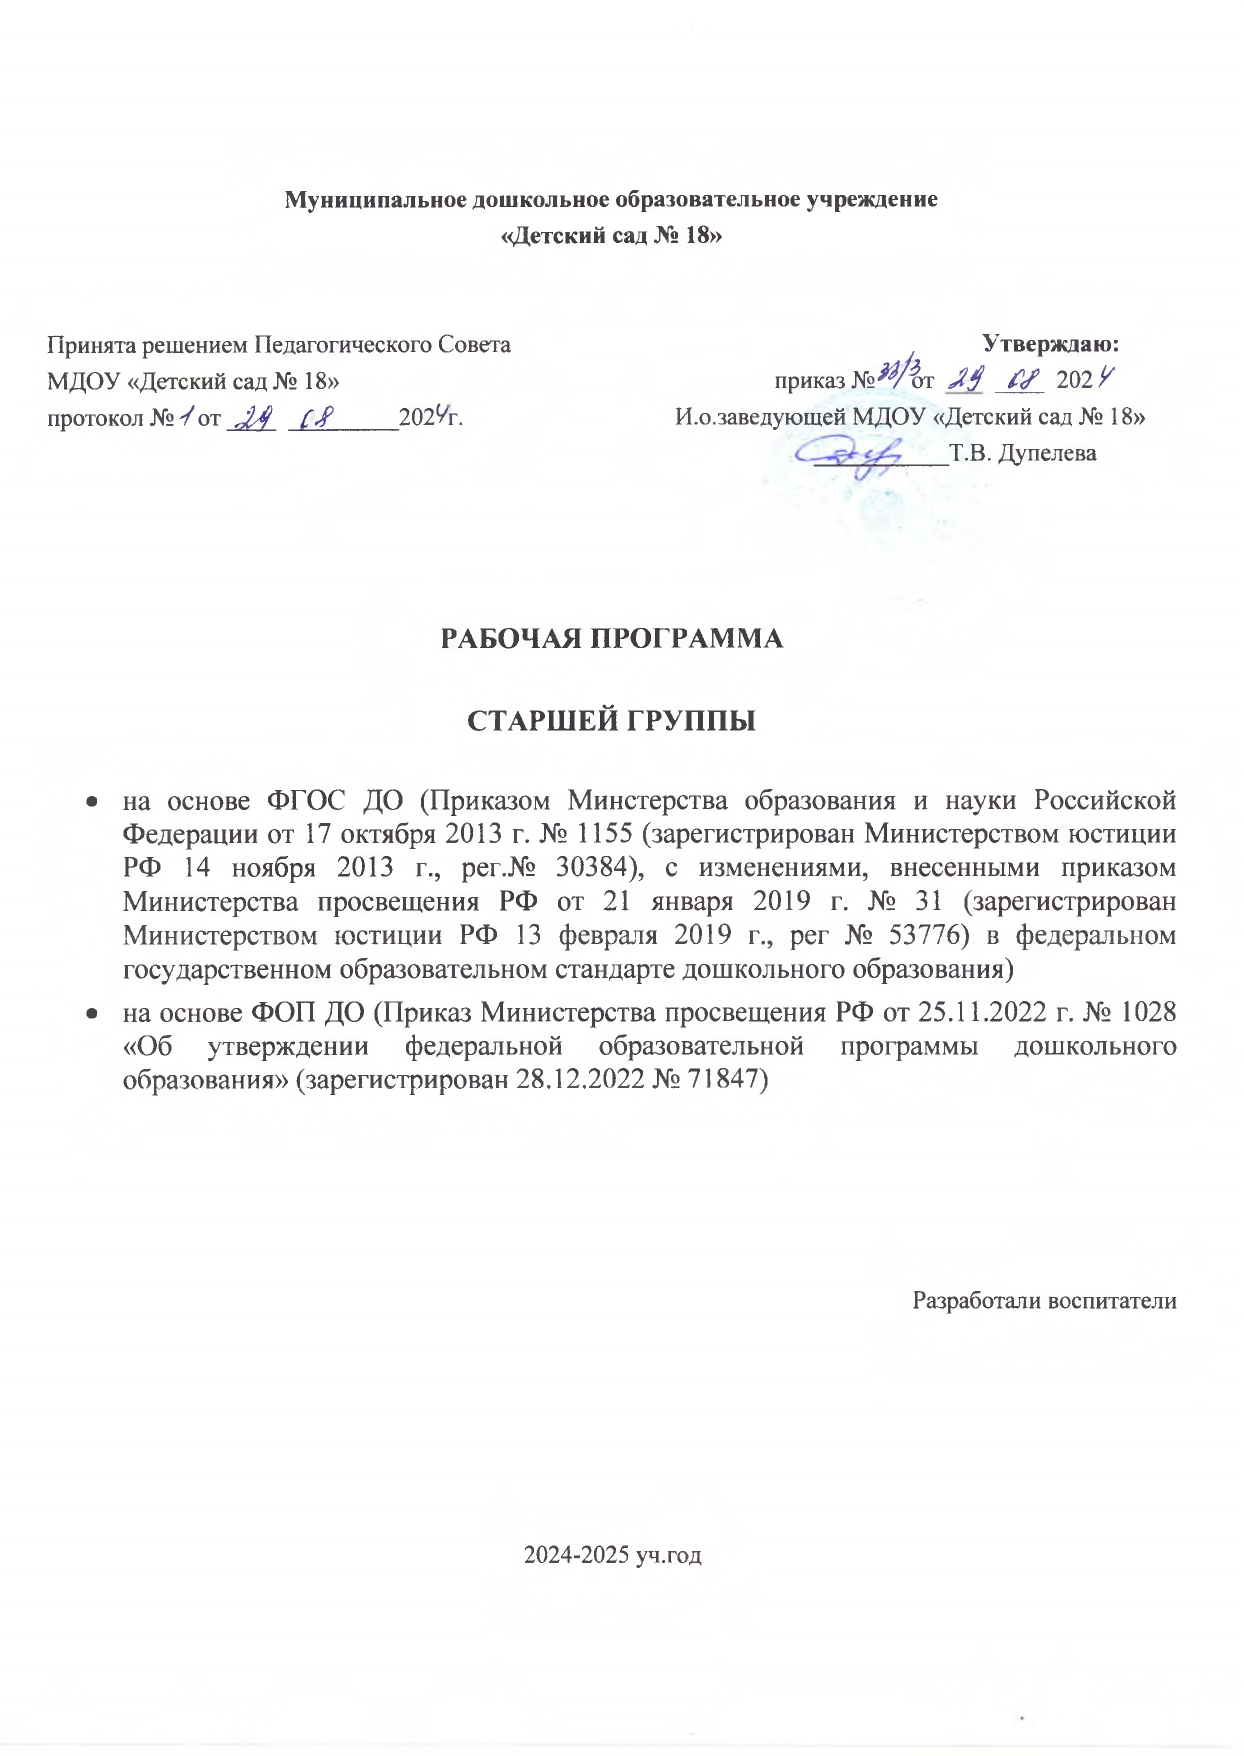 Муниципальное дошкольное образовательное учреждение
«Детский сад № 18»
Принята решением Педагогического Совета
МДОУ «Детский сад № 18»
протокол № 1 от 29 08 2024г.
Утверждаю:
приказ № 33/3 от 29 08 2024
И.о.заведующей МДОУ «Детский сад № 18»
Т.В. Дупелева
РАБОЧАЯ ПРОГРАММА
СТАРШЕЙ ГРУППЫ
• на основе ФГОС ДО (Приказом Минстерства образования и науки Российской
Федерации от 17 октября 2013 г. № 1155 (зарегистрирован Министерством юстиции
РФ 14 ноября 2013 г., рег.№ 30384), с изменениями, внесенными приказом
Министерства просвещения РФ от 21 января 2019 г. № 31 (зарегистрирован
Министерством юстиции РФ 13 февраля 2019 г., рег № 53776) в федеральном
государственном образовательном стандарте дошкольного образования)
• на основе ФОП ДО (Приказ Министерства просвещения РФ от 25.11.2022 г. № 1028
«Об утверждении федеральной образовательной программы дошкольного
образования» (зарегистрирован 28.12.2022 № 71847)
Разработали воспитатели
2024-2025 уч.год